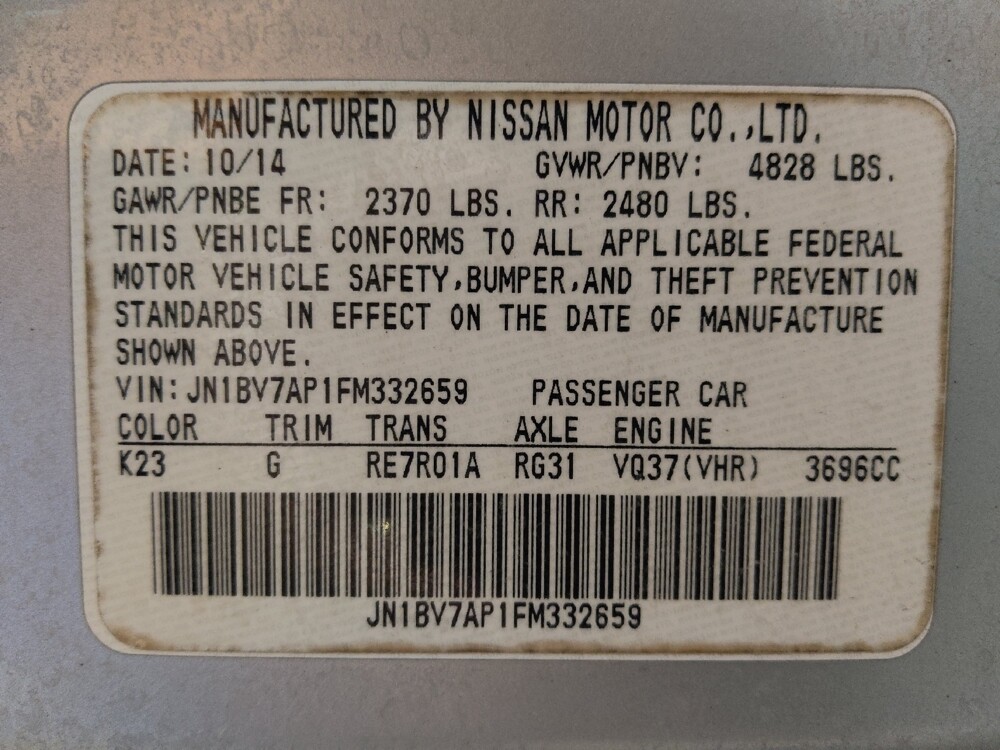 MANUFACTURED BY NISSAN MOTOR CO.,LTD.
DATE: 10/14 GVWR/PNBV: 4828 LBS.
GAWR/PNBE FR: 2370 LBS. RR: 2480 LBS.
THIS VEHICLE CONFORMS TO ALL APPLICABLE FEDERAL
MOTOR VEHICLE SAFETY,BUMPER,AND THEFT PREVENTION
STANDARDS IN EFFECT ON THE DATE OF MANUFACTURE
SHOWN ABOVE.
VIN:JN1BV7AP1FM332659 PASSENGER CAR
COLOR TRIM TRANS AXLE ENGINE
K23 G RE7R01A RG31 VQ37(VHR) 3696CC
JN1BV7AP1FM332659